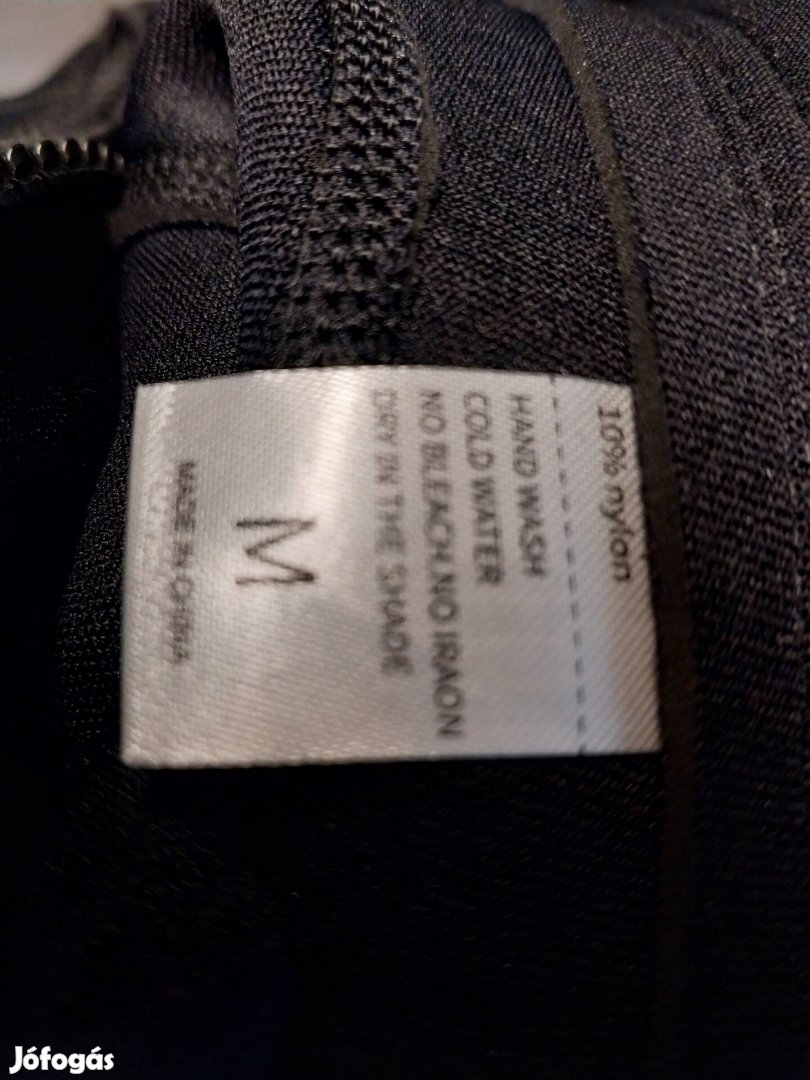 10% nylon
HAND WASH
COLD WATER
NO BLEACH.NO IRAON
DRY IN THE SHADE
M
MADE IN CHINA
Jófogás